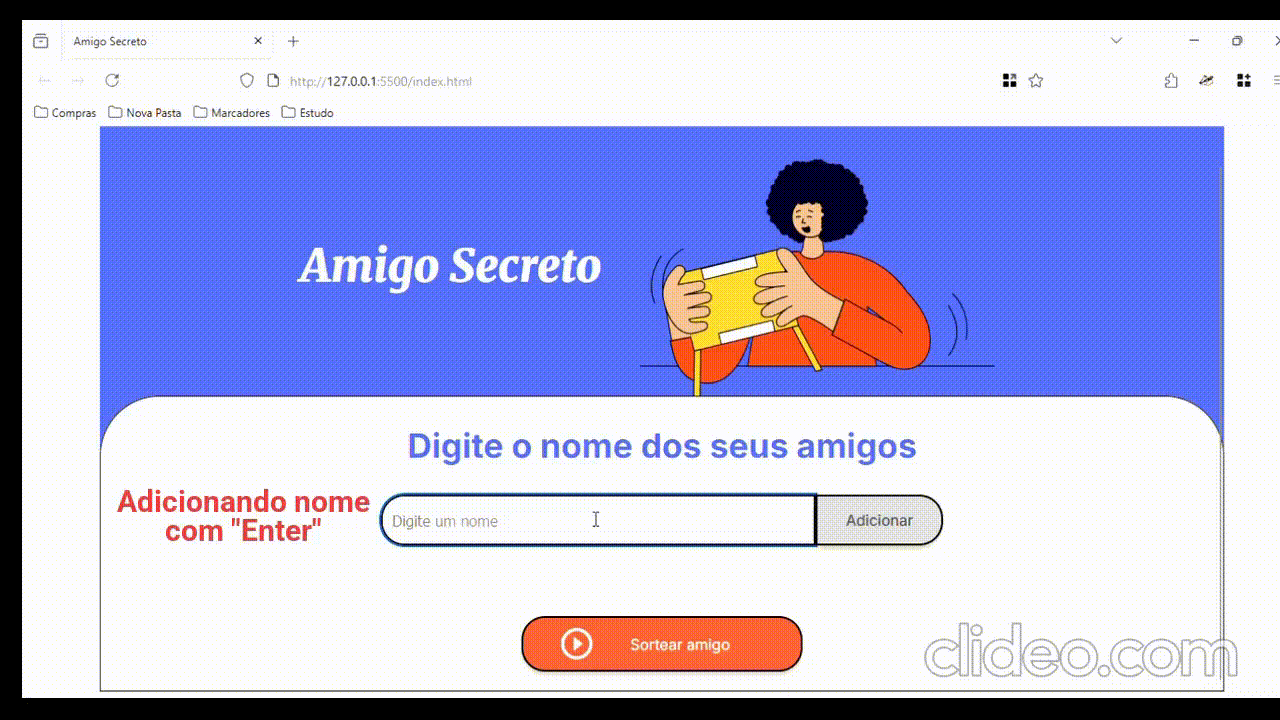 Amigo Secreto
http://127.0.0.1:5500/index.html
Compras Nova Pasta Marcadores Estudo
Amigo Secreto
Digite o nome dos seus amigos
Adicionando nome
com "Enter"
Digite um nome
Adicionar
Sortear amigo
clideo.com